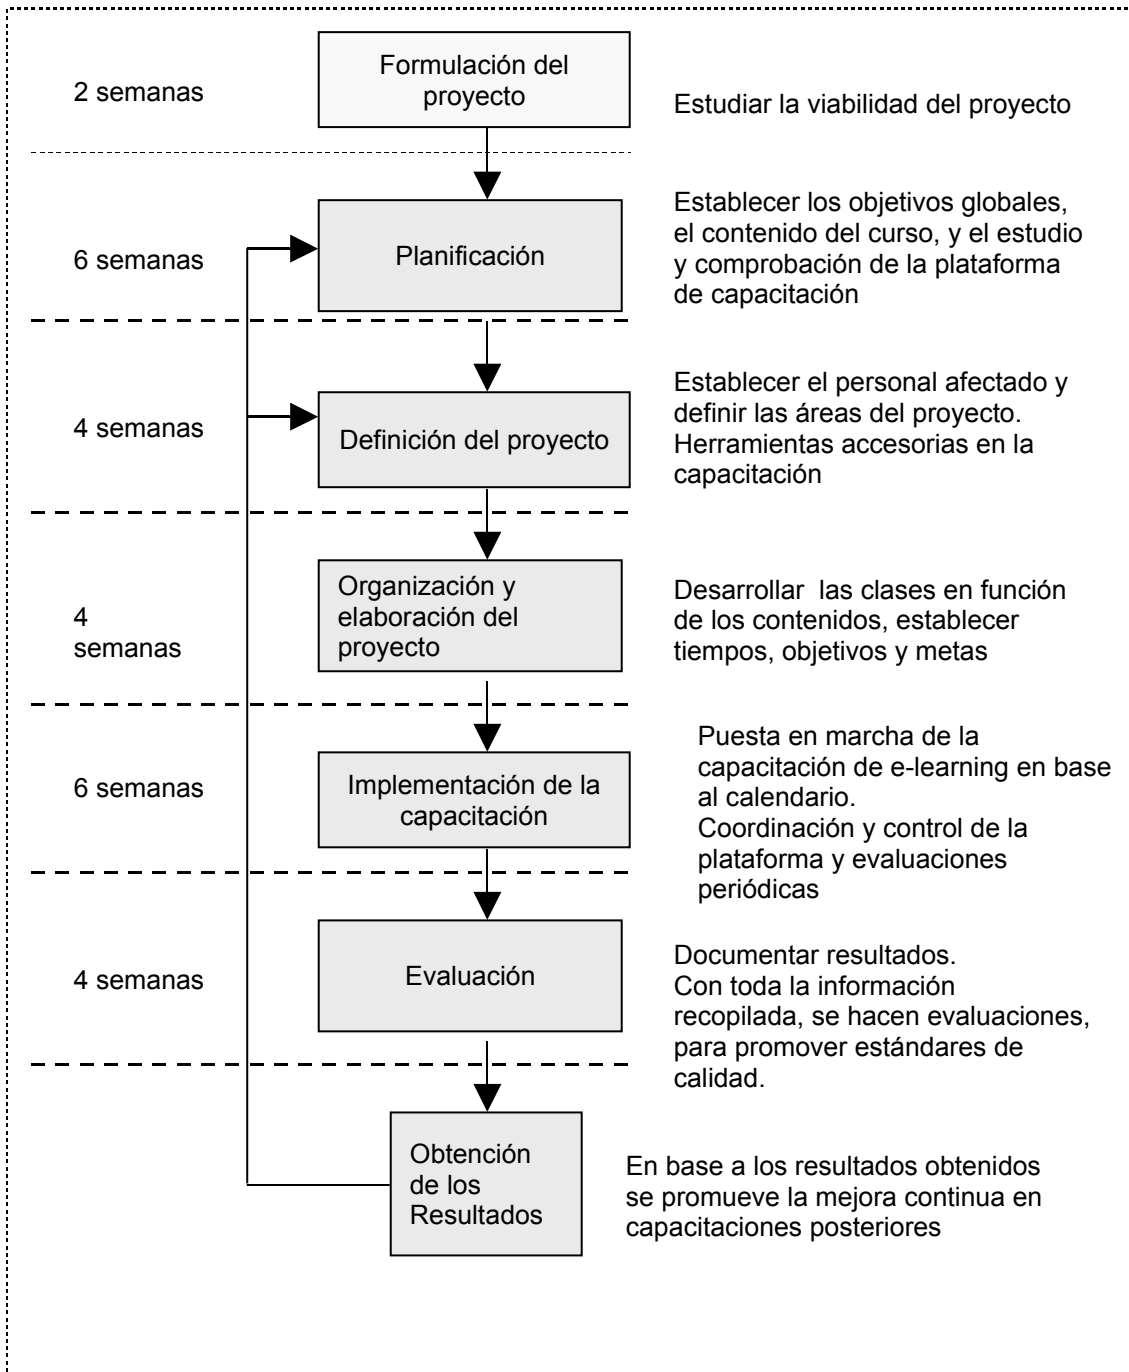 2 semanas
Formulación del
proyecto
Estudiar la viabilidad del proyecto
6 semanas
Planificación
Establecer los objetivos globales,
el contenido del curso, y el estudio
y comprobación de la plataforma
de capacitación
4 semanas
Definición del proyecto
Establecer el personal afectado y
definir las áreas del proyecto.
Herramientas accesorias en la
capacitación
4
semanas
Organización y
elaboración del
proyecto
Desarrollar  las clases en función
de los contenidos, establecer
tiempos, objetivos y metas
6 semanas
Implementación de la
capacitación
Puesta en marcha de la
capacitación de e-learning en base
al calendario.
Coordinación y control de la
plataforma y evaluaciones
periódicas
4 semanas
Evaluación
Documentar resultados.
Con toda la información
recopilada, se hacen evaluaciones,
para promover estándares de
calidad.
Obtención
de los
Resultados
En base a los resultados obtenidos
se promueve la mejora continua en
capacitaciones posteriores